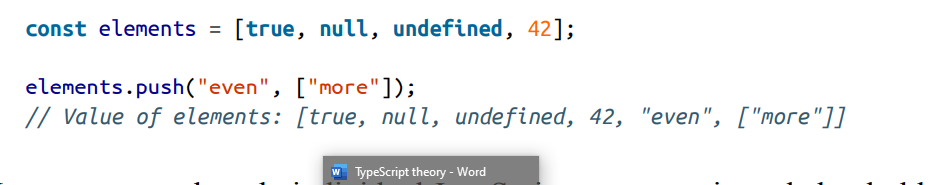 const elements = [true, null, undefined, 42];
elements.push("even", ["more"]);
// Value of elements: [true, null, undefined, 42, "even", ["more"]]
TypeScript theory - Word